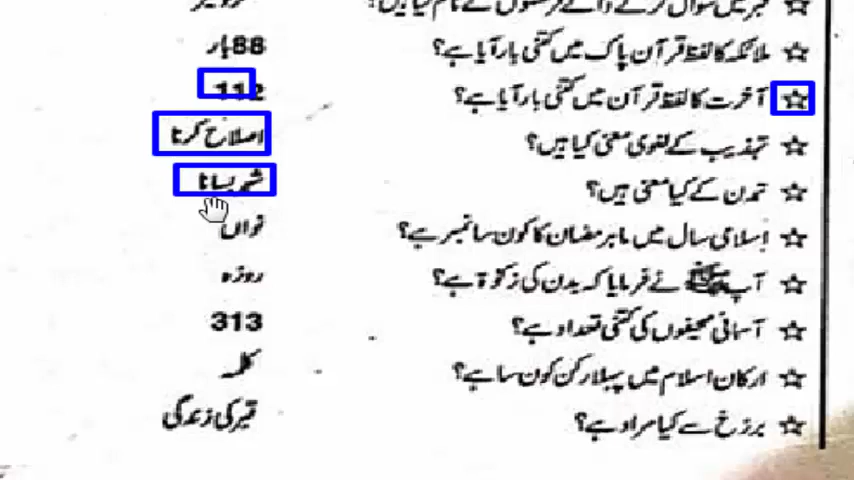 قبر میں سوال کرنے والے فرشتوں کے نام کیا ہیں؟
ملائکہ کا لفظ قرآن پاک میں کتنی بار آیا ہے؟ 88 بار
آخرت کا لفظ قرآن میں کتنی بار آیا ہے؟ 112
تہذیب کے لغوی معنی کیا ہیں؟ اصلاح کرنا
تمدن کے کیا معنی ہیں؟ شہر بسانا
اسلامی سال میں ماہ رمضان کا کون سا نمبر ہے؟ نواں
آپ ﷺ نے فرمایا کہ بدن کی زکوٰۃ ہے؟ روزہ
آسمانی صحیفوں کی کتنی تعداد ہے؟ 313
ارکان اسلام میں پہلا رکن کون سا ہے؟ کلمہ
برزخ سے کیا مراد ہے؟ قبر کی زندگی